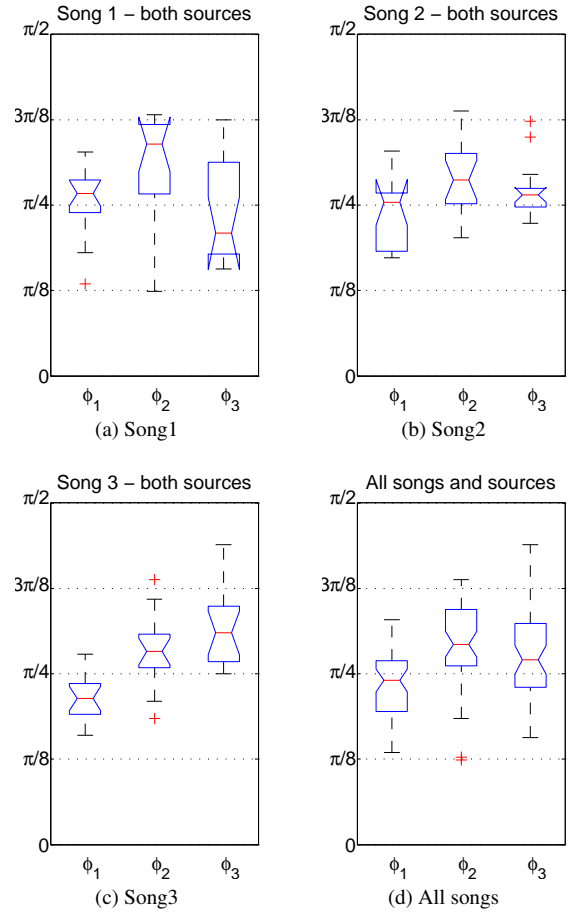 Song 1 – both sources
π/2
3π/8
π/4
π/8
0
ϕ1 ϕ2 ϕ3
(a) Song1
Song 2 – both sources
π/2
3π/8
π/4
π/8
0
ϕ1 ϕ2 ϕ3
(b) Song2
Song 3 – both sources
π/2
3π/8
π/4
π/8
0
ϕ1 ϕ2 ϕ3
(c) Song3
All songs and sources
π/2
3π/8
π/4
π/8
0
ϕ1 ϕ2 ϕ3
(d) All songs